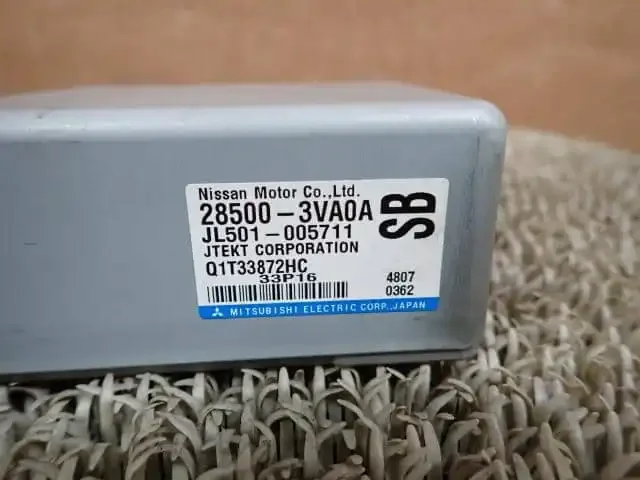 Nissan Motor Co.,Ltd.
28500-3VA0A
JL501-005711
JTEKT CORPORATION
Q1T33872HC
33P16
SB
4807
0362
MITSUBISHI ELECTRIC CORP., JAPAN